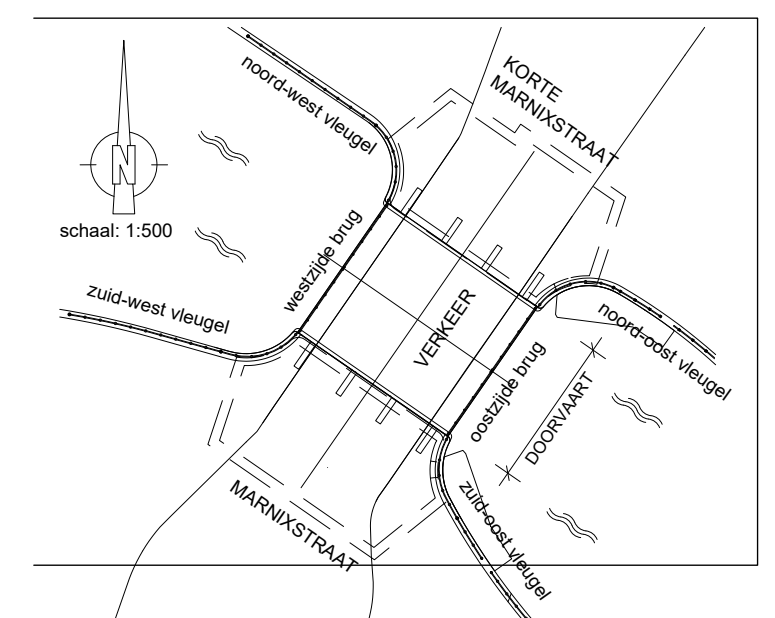 KORTE
MARNIXSTRAAT
noord-west vleugel
N
schaal: 1:500
westzijde brug
zuid-west vleugel
VERKEER
noord-oost vleugel
oostzijde brug
DOORVAART
MARNIXSTRAAT
zuid-oost vleugel